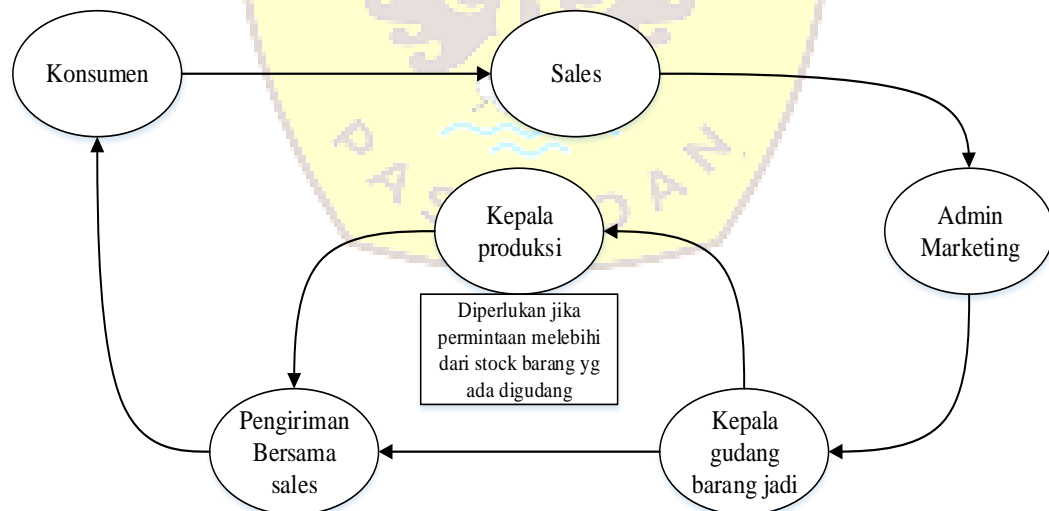 Konsumen
Sales
Admin
Marketing
Kepala
produksi
Diperlukan jika
permintaan melebihi
dari stock barang yg
ada digudang
Pengiriman
Bersama
sales
Kepala
gudang
barang jadi